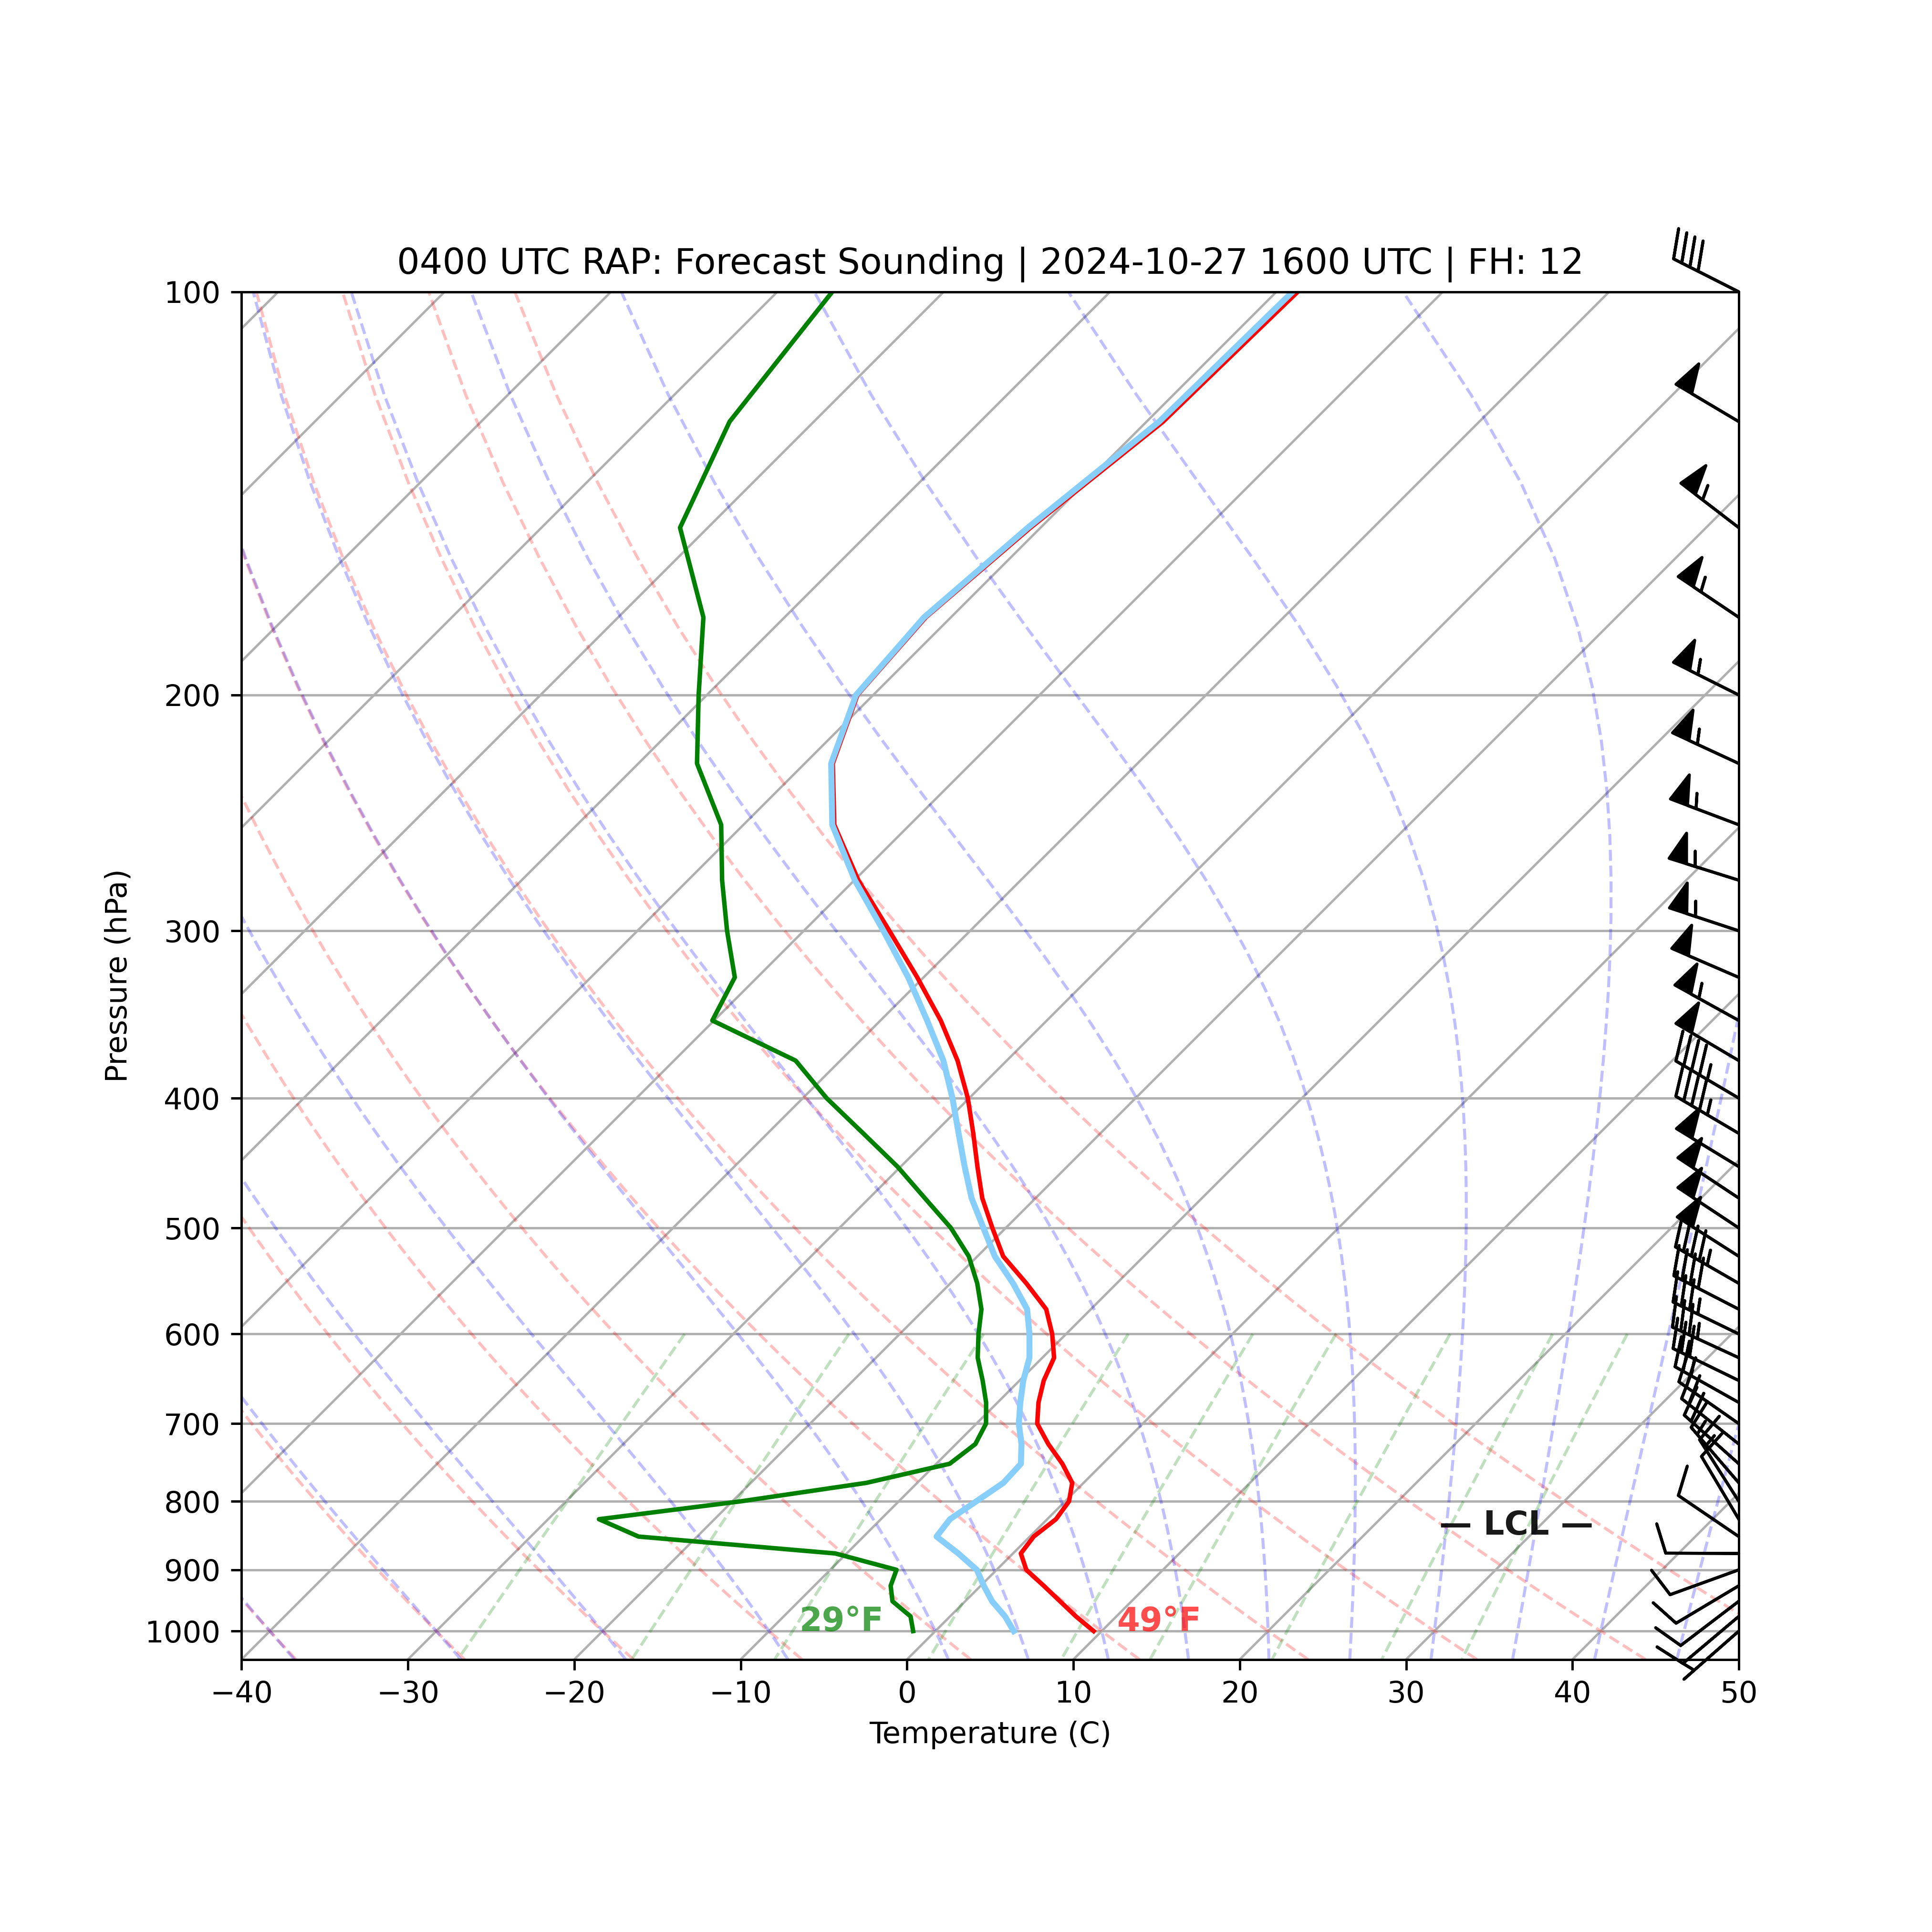 0400 UTC RAP: Forecast Sounding | 2024-10-27 1600 UTC | FH: 12
100
200
300
400
500
600
700
800
900
1000
Pressure (hPa)
— LCL —
29°F
49°F
−40 −30 −20 −10 0 10 20 30 40 50
Temperature (C)